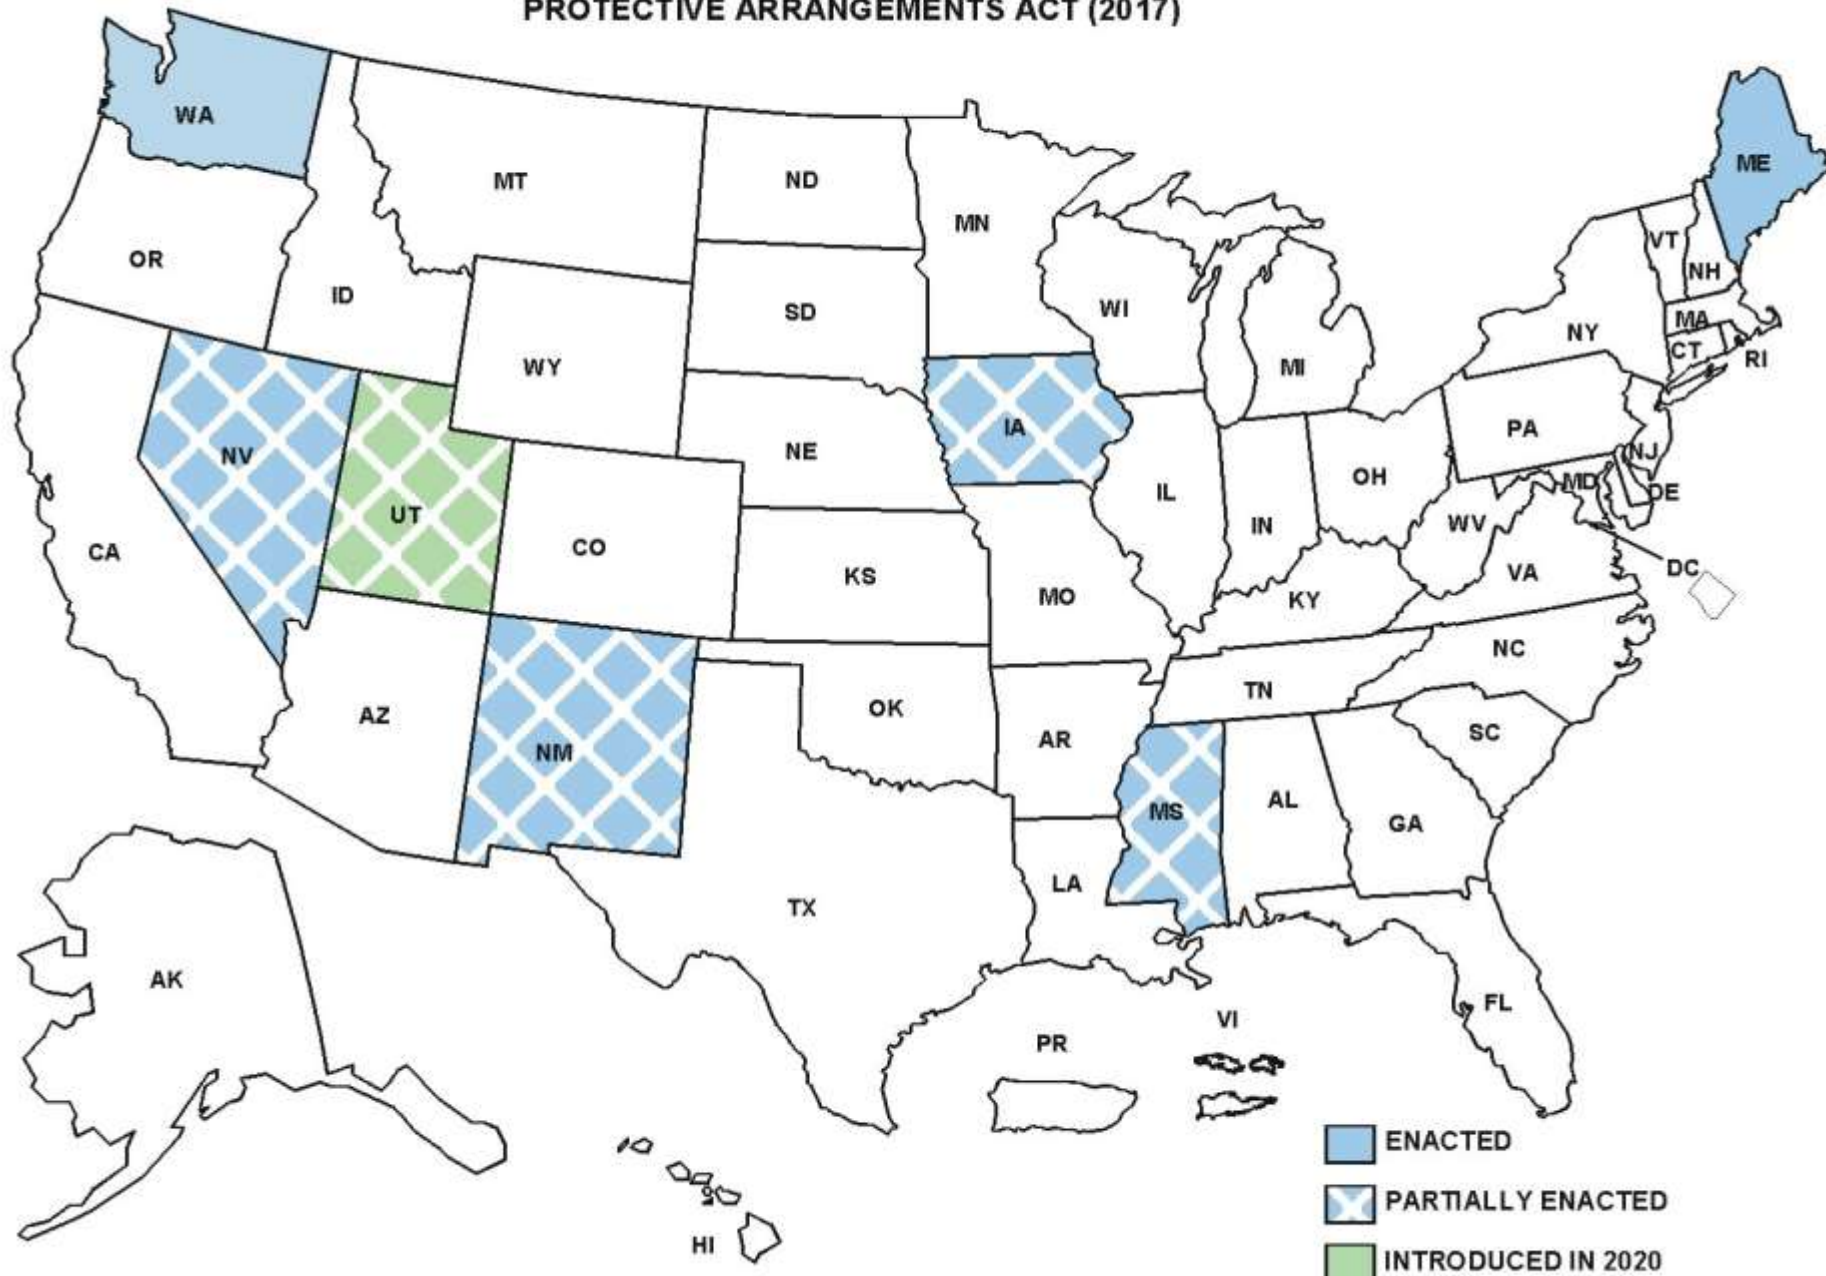 PROTECTIVE ARRANGEMENTS ACT (2017)
WA
MT
ND
MN
ME
OR
ID
SD
WI
VT
NH
WY
MI
NY
MA
CT
RI
NV
UT
NE
IA
IL
IN
OH
PA
NJ
MD
DE
CA
CO
KS
MO
WV
VA
DC
KY
AZ
NM
OK
AR
TN
NC
SC
MS
AL
GA
TX
LA
AK
FL
PR
VI
HI
ENACTED
PARTIALLY ENACTED
INTRODUCED IN 2020